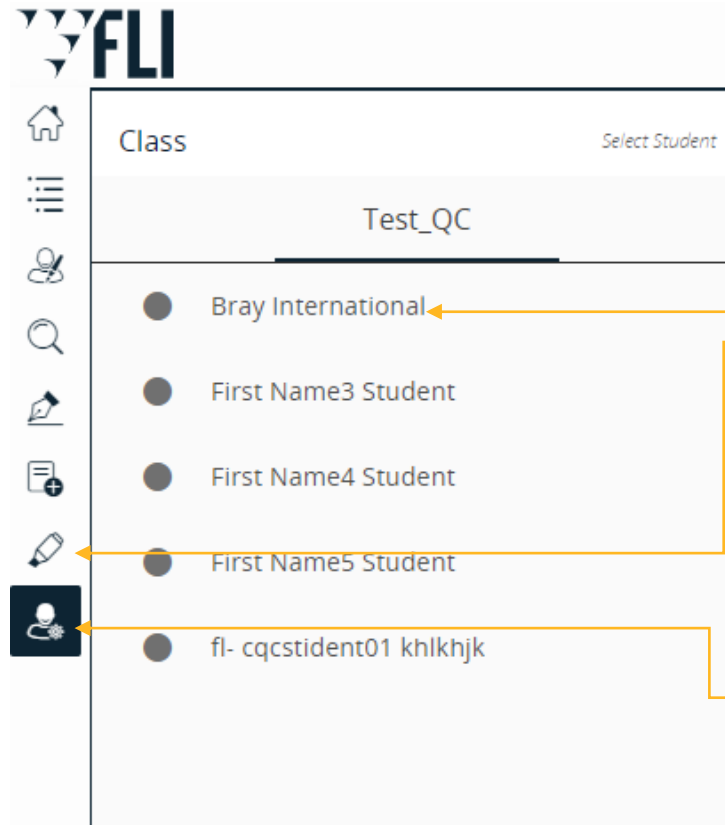 FLI
Class
Select Student
Test_QC
Bray International
First Name3 Student
First Name4 Student
First Name5 Student
fl- cqcstident01 khlkhjk